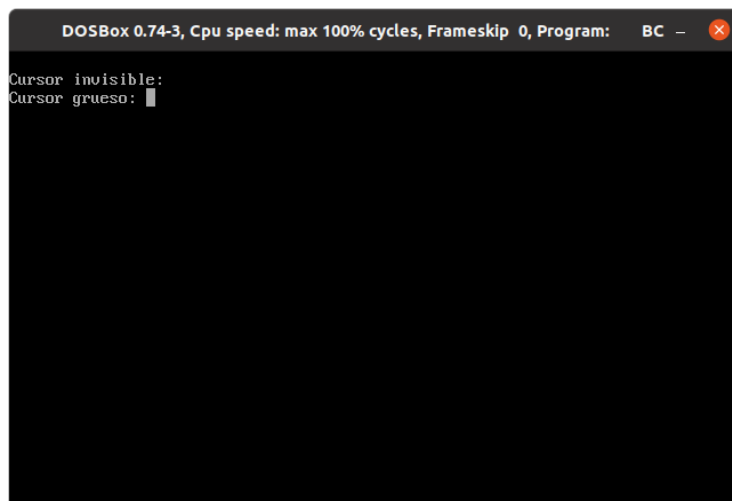 DOSBox 0.74-3, Cpu speed: max 100% cycles, Frameskip 0, Program: BC
Cursor invisible:
Cursor grueso: